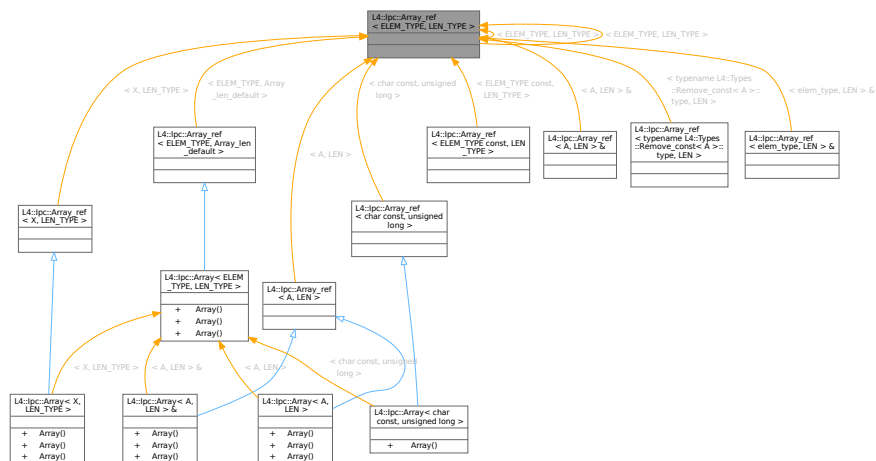 L4::Ipc::Array_ref
< ELEM_TYPE, LEN_TYPE >
< ELEM_TYPE, LEN_TYPE >
< ELEM_TYPE, LEN_TYPE >
< X, LEN_TYPE >
< ELEM_TYPE, Array
_len_default >
< char const, unsigned
long >
< ELEM_TYPE const,
LEN_TYPE >
< A, LEN > &
< typename L4::Types
::Remove_const< A >::
type, LEN >
< elem_type, LEN > &
L4::Ipc::Array_ref
< ELEM_TYPE, Array_len
_default >
L4::Ipc::Array_ref
< ELEM_TYPE const, LEN
_TYPE >
L4::Ipc::Array_ref
< A, LEN > &
L4::Ipc::Array_ref
< typename L4::Types
::Remove_const< A >::
type, LEN >
L4::Ipc::Array_ref
< elem_type, LEN > &
< A, LEN >
L4::Ipc::Array_ref
< X, LEN_TYPE >
L4::Ipc::Array_ref
< char const, unsigned
long >
L4::Ipc::Array< ELEM
_TYPE, LEN_TYPE >
+ Array()
+ Array()
+ Array()
L4::Ipc::Array_ref
< A, LEN >
< X, LEN_TYPE >
< A, LEN > &
< A, LEN >
< char const, unsigned
long >
L4::Ipc::Array< X,
LEN_TYPE >
+ Array()
+ Array()
+ Array()
L4::Ipc::Array< A,
LEN > &
+ Array()
+ Array()
+ Array()
L4::Ipc::Array< A,
LEN >
+ Array()
+ Array()
+ Array()
L4::Ipc::Array< char
const, unsigned long >
+ Array()